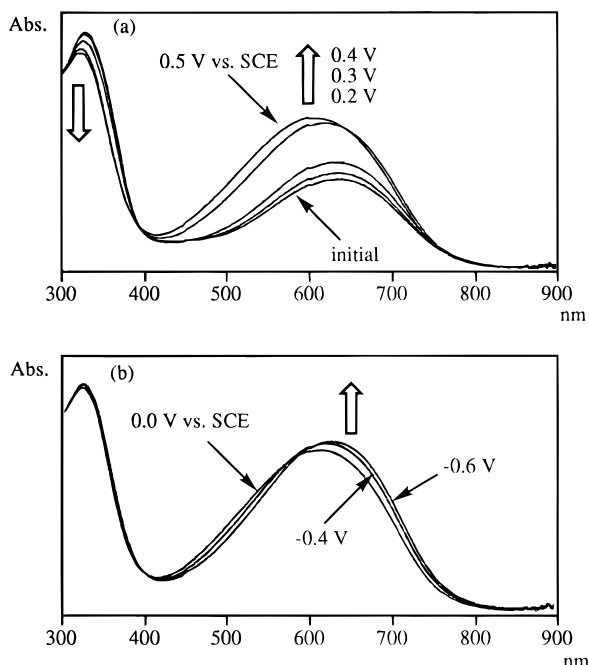 Abs.
(a)
0.5 V vs. SCE
0.4 V
0.3 V
0.2 V
initial
300 400 500 600 700 800 900
nm
Abs.
(b)
0.0 V vs. SCE
-0.6 V
-0.4 V
300 400 500 600 700 800 900
nm